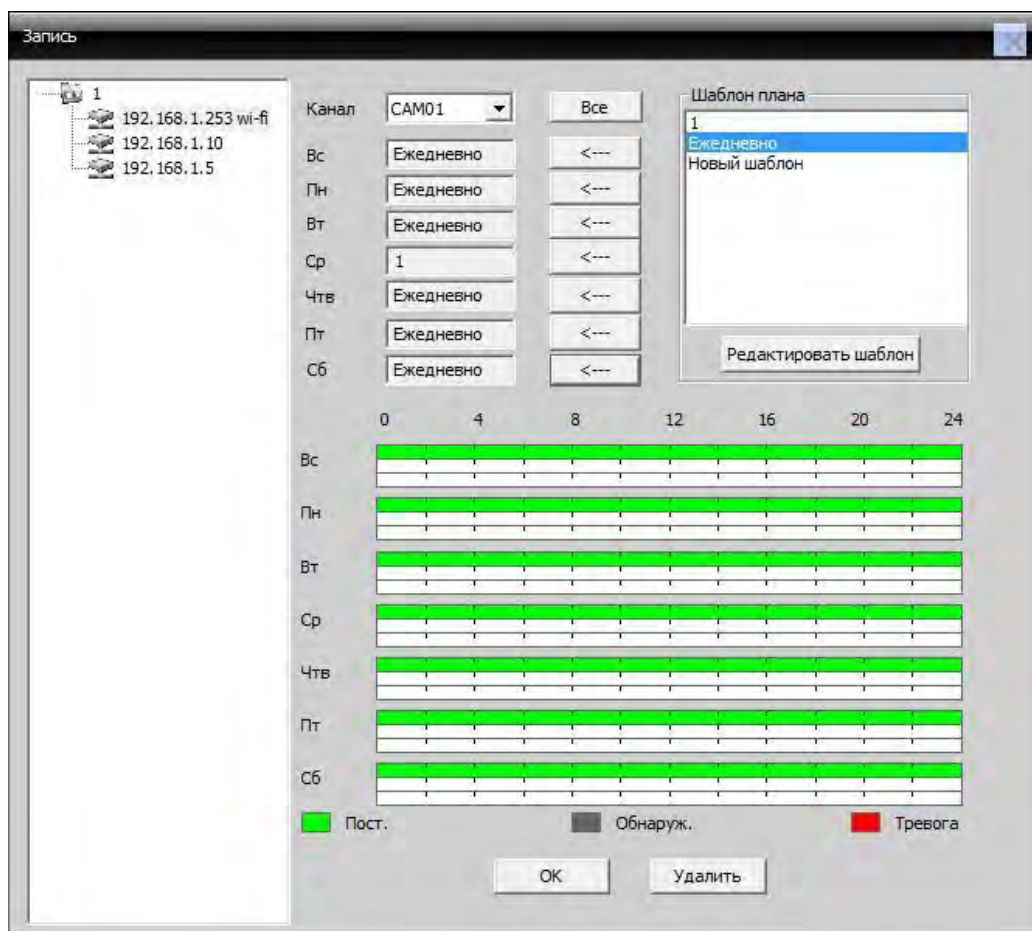 Запись
1
192.168.1.253 wi-fi
192.168.1.10
192.168.1.5
Канал CAM01 Все
Вс Ежедневно <---
Пн Ежедневно <---
Вт Ежедневно <---
Ср 1 <---
Чтв Ежедневно <---
Пт Ежедневно <---
Сб Ежедневно <---
Шаблон плана
1
Ежедневно
Новый шаблон
Редактировать шаблон
0 4 8 12 16 20 24
Вс
Пн
Вт
Ср
Чтв
Пт
Сб
Пост. Обнаруж. Тревога
OK Удалить